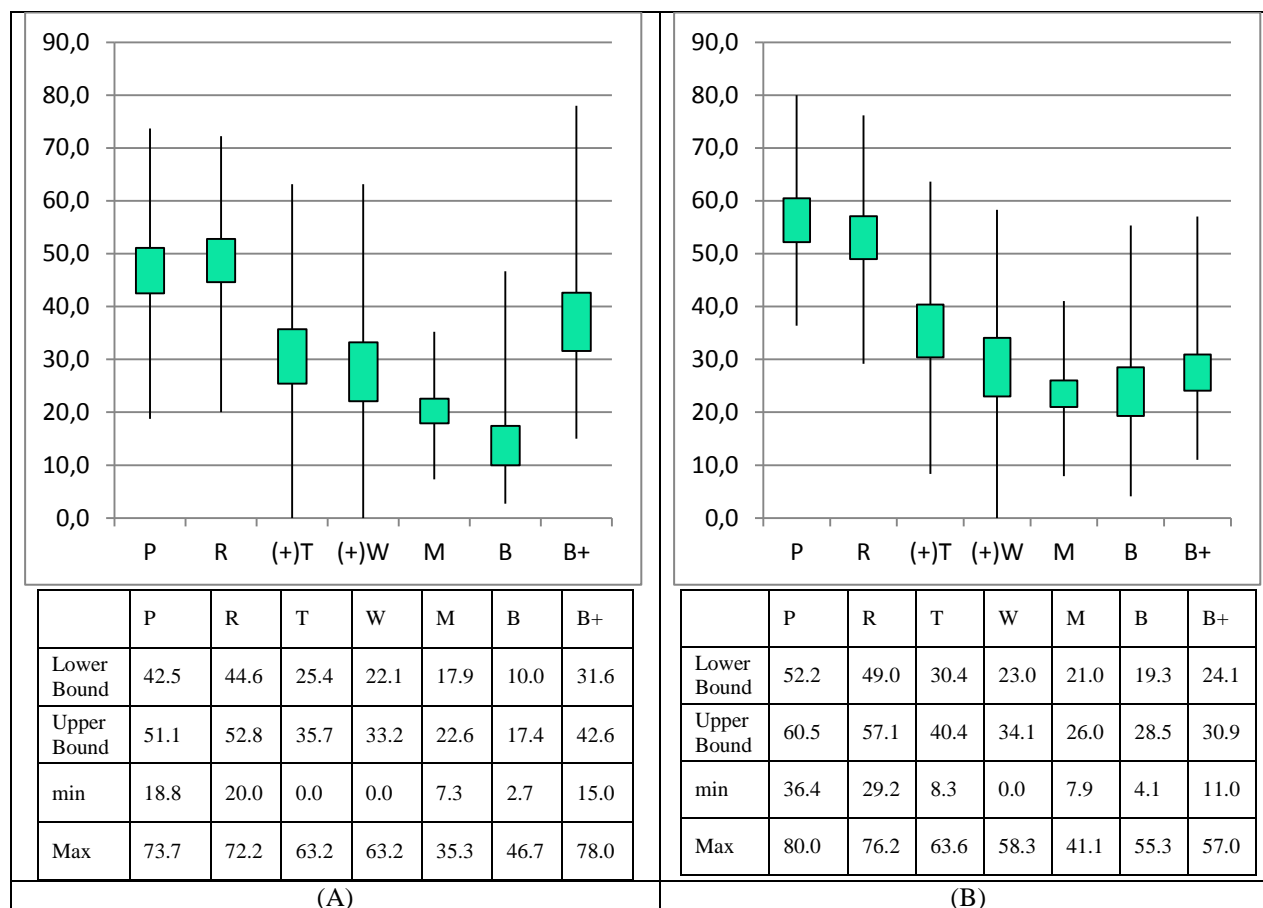 90,0
80,0
70,0
60,0
50,0
40,0
30,0
20,0
10,0
0,0
P R (+)T (+)W M B B+
P R T W M B B+
Lower Bound 42.5 44.6 25.4 22.1 17.9 10.0 31.6
Upper Bound 51.1 52.8 35.7 33.2 22.6 17.4 42.6
min 18.8 20.0 0.0 0.0 7.3 2.7 15.0
Max 73.7 72.2 63.2 63.2 35.3 46.7 78.0
(A)
90,0
80,0
70,0
60,0
50,0
40,0
30,0
20,0
10,0
0,0
P R (+)T (+)W M B B+
P R T W M B B+
Lower Bound 52.2 49.0 30.4 23.0 21.0 19.3 24.1
Upper Bound 60.5 57.1 40.4 34.1 26.0 28.5 30.9
min 36.4 29.2 8.3 0.0 7.9 4.1 11.0
Max 80.0 76.2 63.6 58.3 41.1 55.3 57.0
(B)